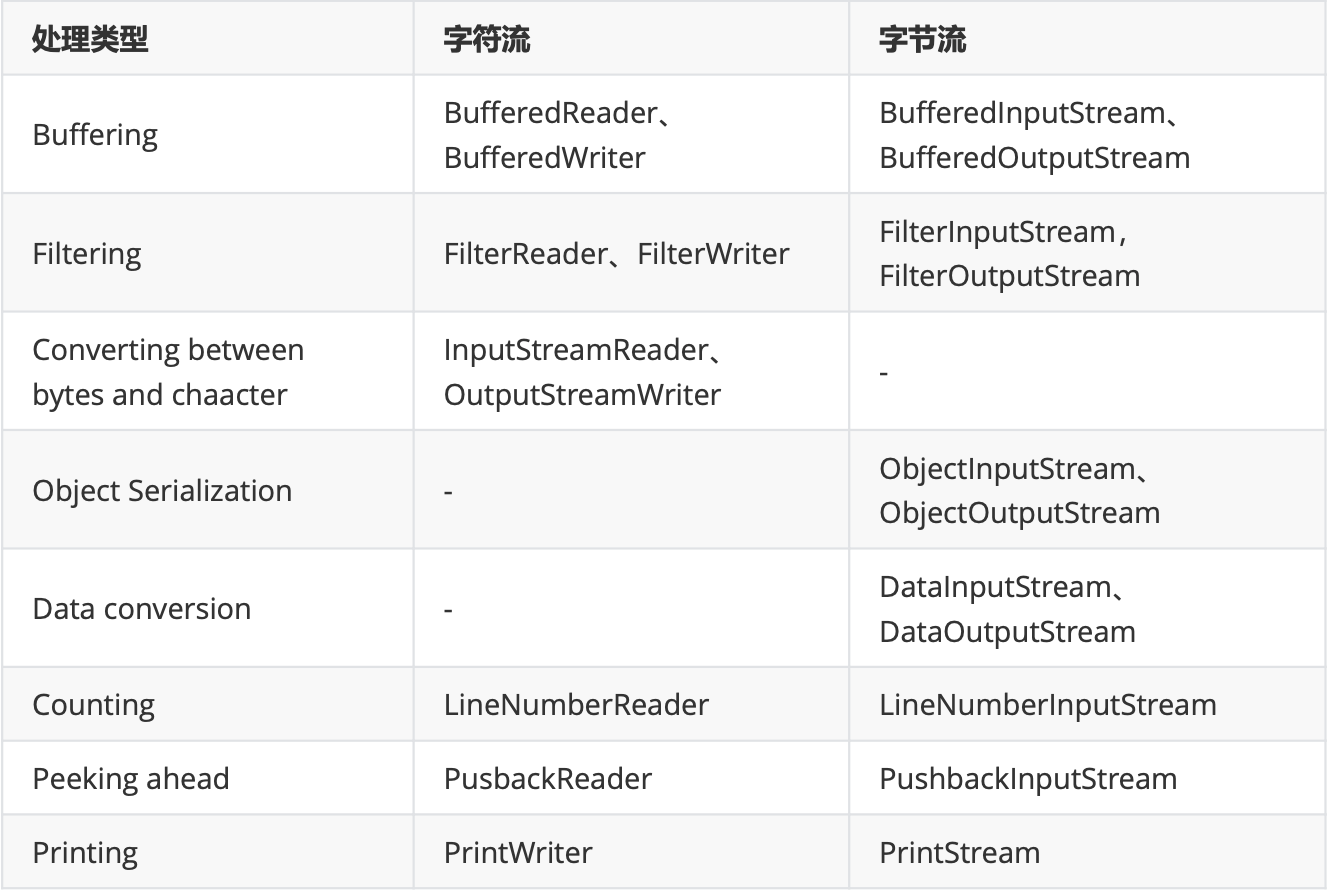 处理类型 字符流 字节流
Buffering BufferedReader、 BufferedInputStream、
BufferedWriter BufferedOutputStream
Filtering FilterReader、FilterWriter FilterInputStream，
FilterOutputStream
Converting between InputStreamReader、 -
bytes and chaacter OutputStreamWriter
Object Serialization - ObjectInputStream、
ObjectOutputStream
Data conversion - DataInputStream、
DataOutputStream
Counting LineNumberReader LineNumberInputStream
Peeking ahead PusbackReader PushbackInputStream
Printing PrintWriter PrintStream